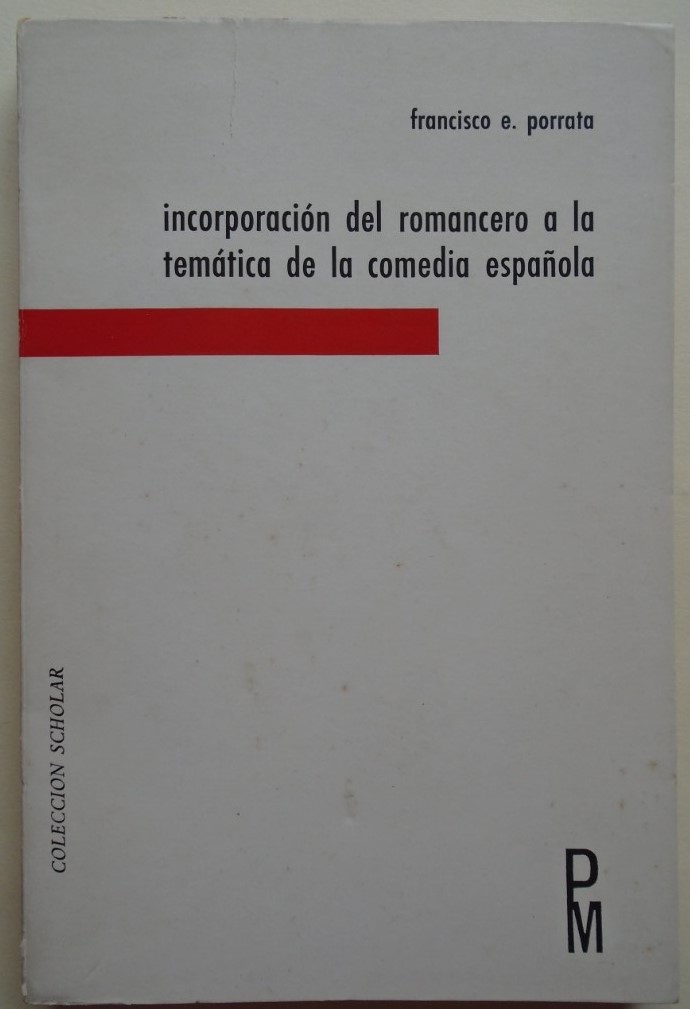 francisco e. porrata
incorporación del romancero a la
temática de la comedia española
COLECCION SCHOLAR
P
M